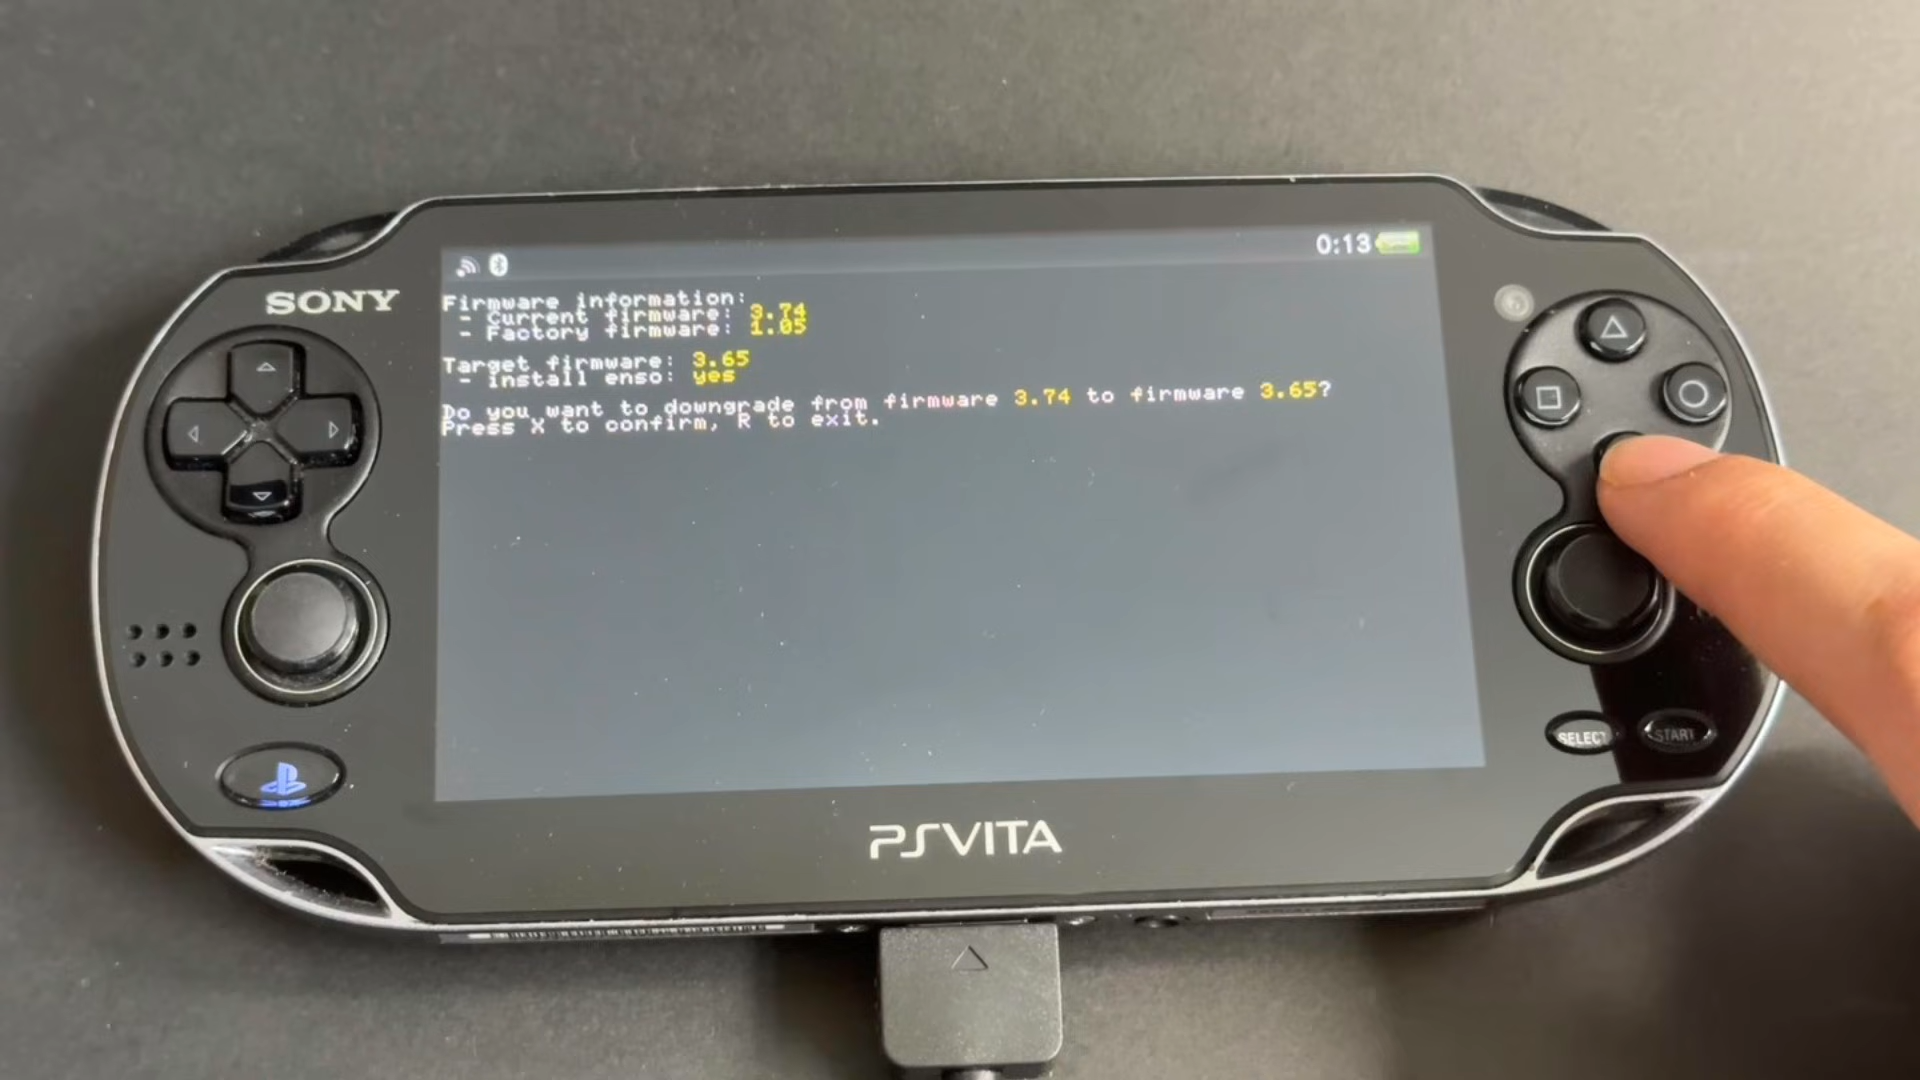 0:13
SONY
Firmware information:
- Current firmware: 3.74
- Factory firmware: 1.05
Target firmware: 3.65
- install enso: yes
Do you want to downgrade from firmware 3.74 to firmware 3.65?
Press X to confirm, R to exit.
SELECT
START
PSVITA